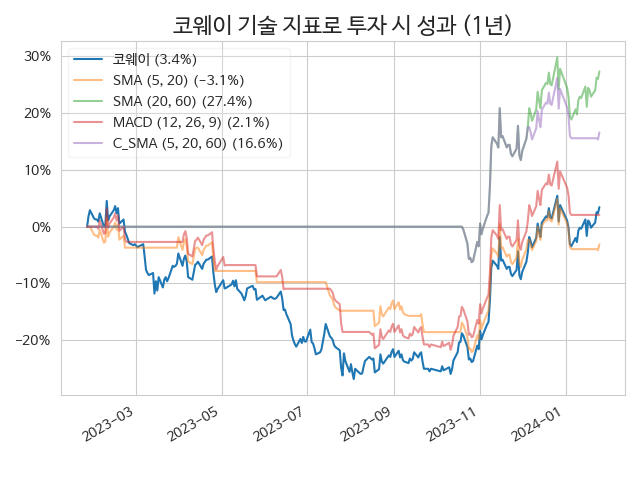 코웨이 기술 지표로 투자 시 성과 (1년)
30%
20%
10%
0%
−10%
−20%
코웨이 (3.4%)
SMA (5, 20) (−3.1%)
SMA (20, 60) (27.4%)
MACD (12, 26, 9) (2.1%)
C_SMA (5, 20, 60) (16.6%)
2023−03
2023−05
2023−07
2023−09
2023−11
2024−01